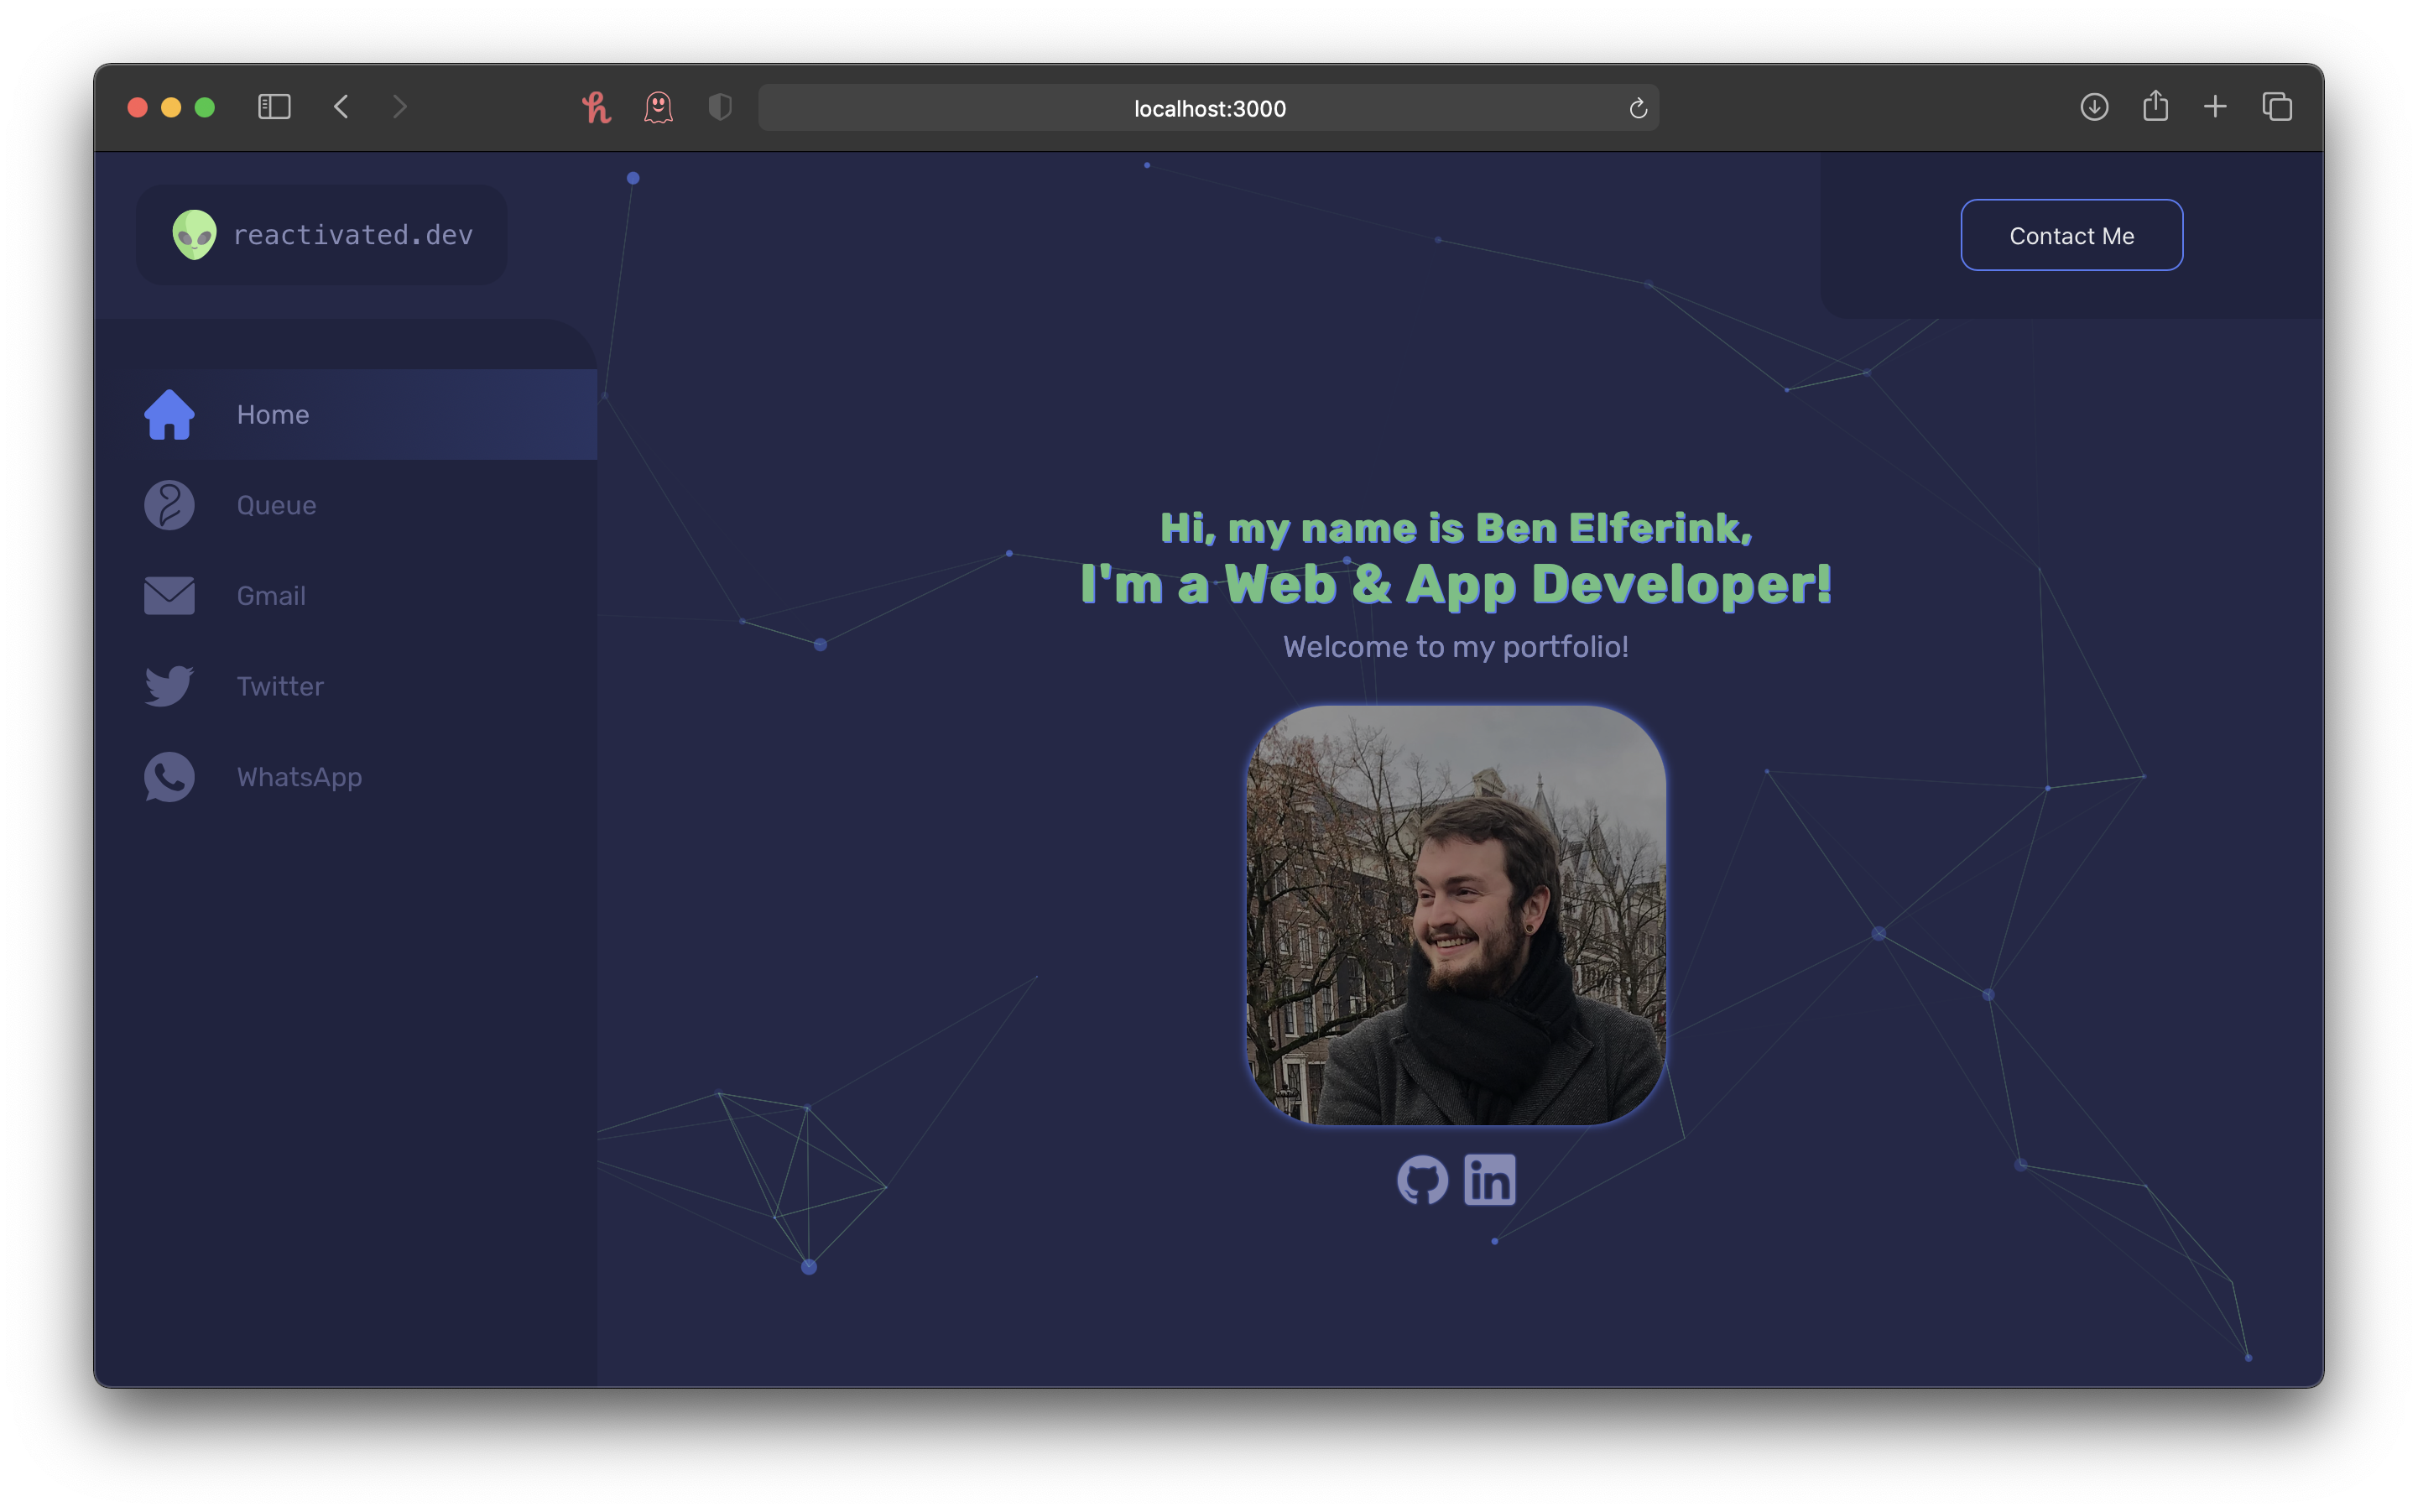 localhost:3000
reactivated.dev
Contact Me
Home
Queue
Gmail
Twitter
WhatsApp
Hi, my name is Ben Elferink,
I'm a Web & App Developer!
Welcome to my portfolio!
in